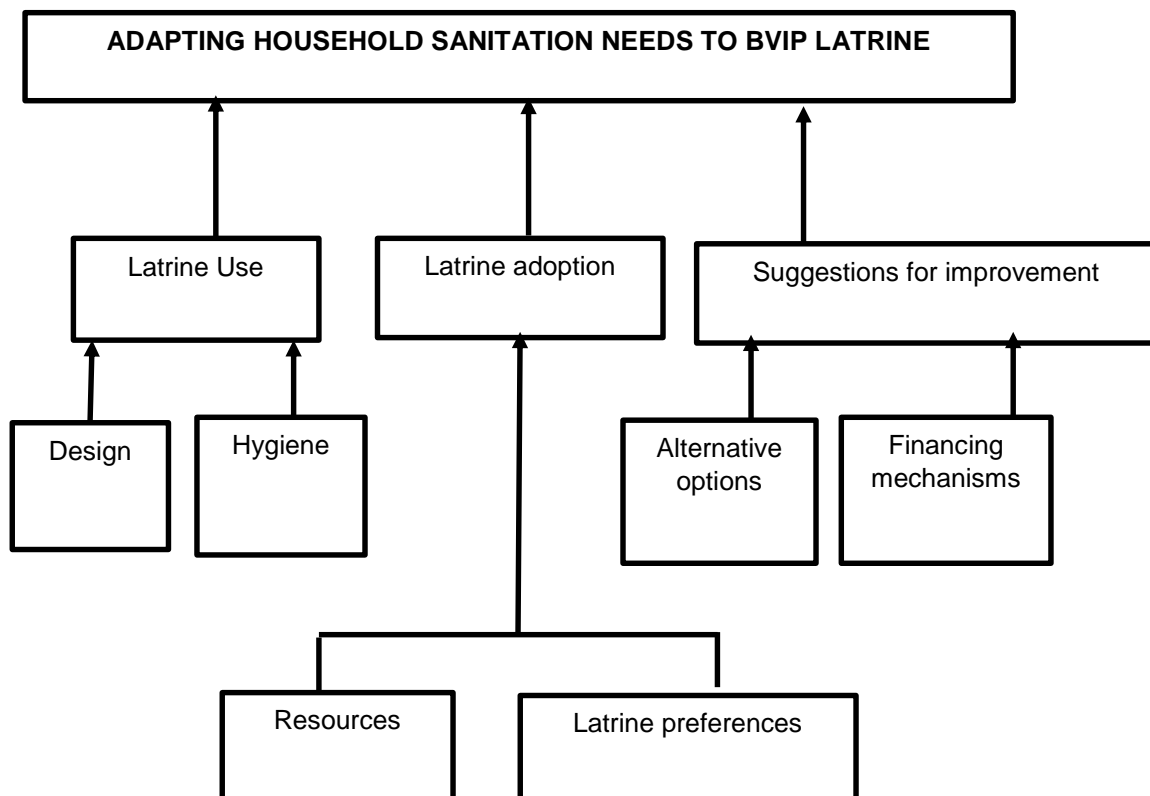 ADAPTING HOUSEHOLD SANITATION NEEDS TO BVIP LATRINE
Latrine Use
Latrine adoption
Suggestions for improvement
Design
Hygiene
Alternative
options
Financing
mechanisms
Resources
Latrine preferences